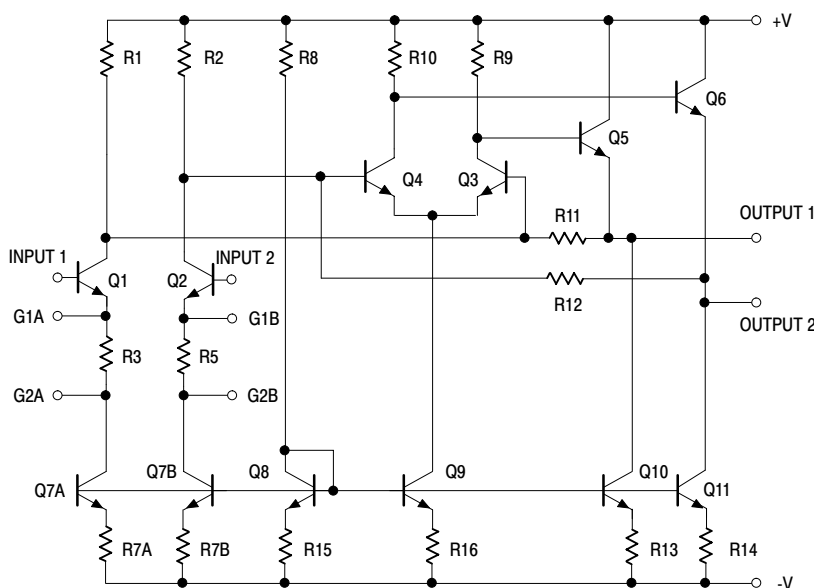 +V
R1
R2
R8
R10
R9
Q6
Q5
Q4
Q3
R11
OUTPUT 1
INPUT 1
Q1
Q2
INPUT 2
R12
OUTPUT 2
G1A
G1B
R3
R5
G2A
G2B
Q7A
Q7B
Q8
Q9
Q10
Q11
R7A
R7B
R15
R16
R13
R14
-V